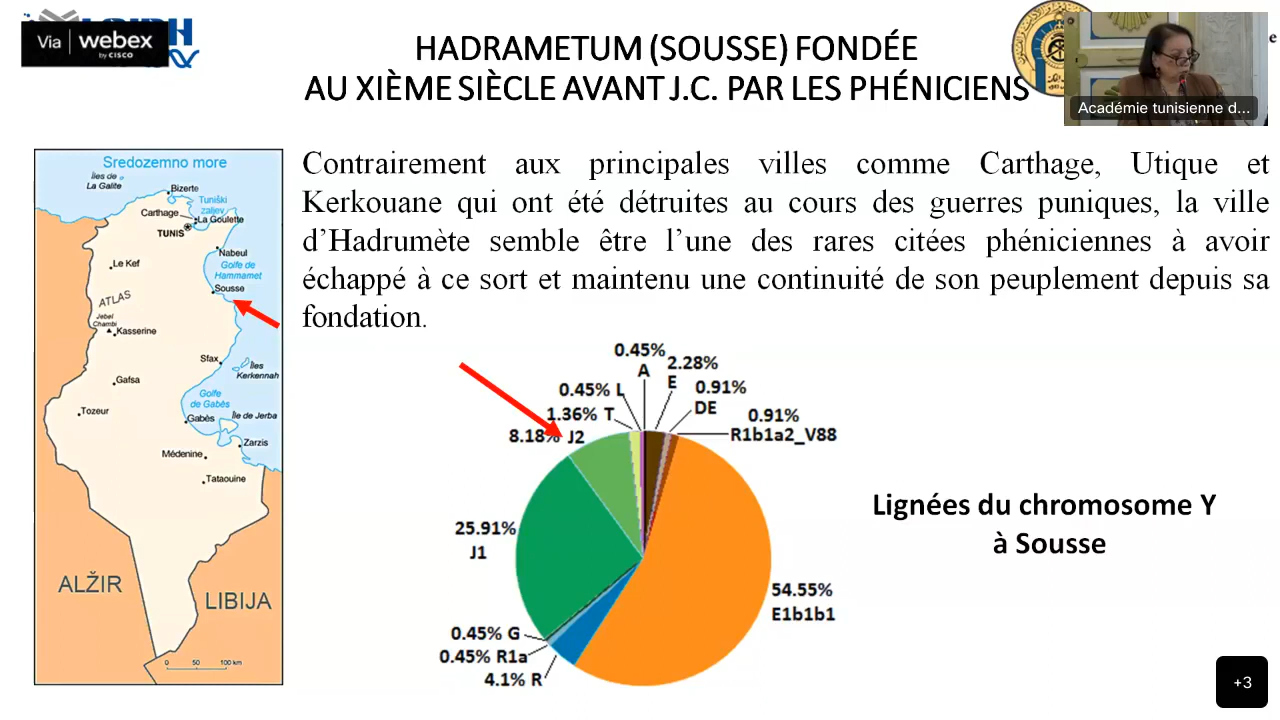 Via webex
by CISCO
HADRAMETUM (SOUSSE) FONDÉE
AU XIÈME SIÈCLE AVANT J.C. PAR LES PHÉNICIENS
e
Académie tunisienne d...
Contrairement aux principales villes comme Carthage, Utique et
Kerkouane qui ont été détruites au cours des guerres puniques, la ville
d'Hadrumète semble être l'une des rares citées phéniciennes à avoir
échappé à ce sort et maintenu une continuité de son peuplement depuis sa
fondation.
Sredozemno more
Îles de
La Galite
Bizerte
Tuniški
zaljev
Carthage
La Goulette
TUNIS
Nabeul
Le Kef
Golfe de
Hammamet
Sousse
ATLAS
Jebel
Chambi
Kasserine
Sfax
Îles
Kerkennah
Gafsa
Golfe
de Gabès
Tozeur
Île de Jerba
Gabès
Zarzis
Médenine
Tataouine
ALŽIR
LIBIJA
0 50 100 km
0.45%
A
2.28%
E
0.45% L
0.91%
DE
1.36% T
0.91%
R1b1a2_V88
8.18% J2
25.91%
J1
54.55%
E1b1b1
0.45% G
0.45% R1a
4.1% R
Lignées du chromosome Y
à Sousse
+3